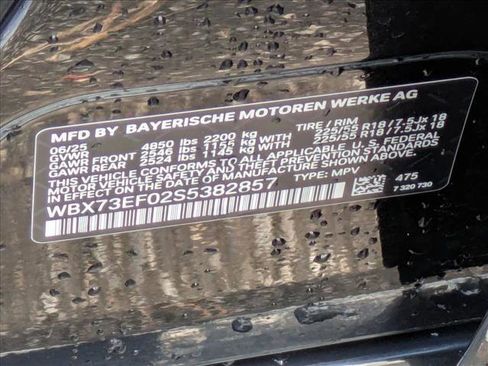 MFD BY BAYERISCHE MOTOREN WERKE AG
06/25 4850 lbs 2200 kg TIRE / RIM
GVWR
GAWR FRONT 2546 lbs 1155 kg WITH 225/55 R18 / 7.5Jx 18
GAWR REAR 2524 lbs 1145 kg WITH 225/55 R18 / 7.5Jx 18
THIS VEHICLE CONFORMS TO ALL APPLICABLE U. S. FEDERAL
MOTOR VEHICLE SAFETY AND THEFT PREVENTION STANDARDS
IN EFFECT ON THE DATE OF MANUFACTURE SHOWN ABOVE.
WBX73EF02S5382857 TYPE: MPV
475
7 320 730